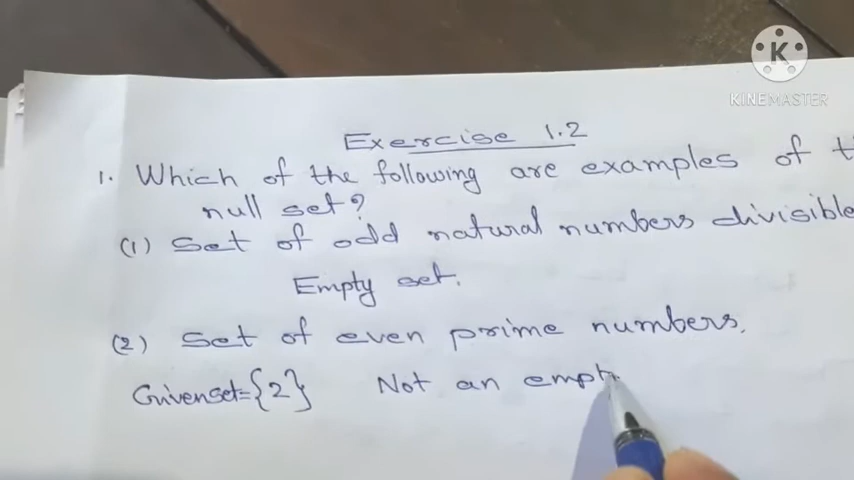 K
KINEMASTER
Exercise 1.2
1. Which of the following are examples of
null set?
(1) Set of odd natural numbers divisible
Empty set.
(2) Set of even prime numbers.
Givenset={2} Not an empt